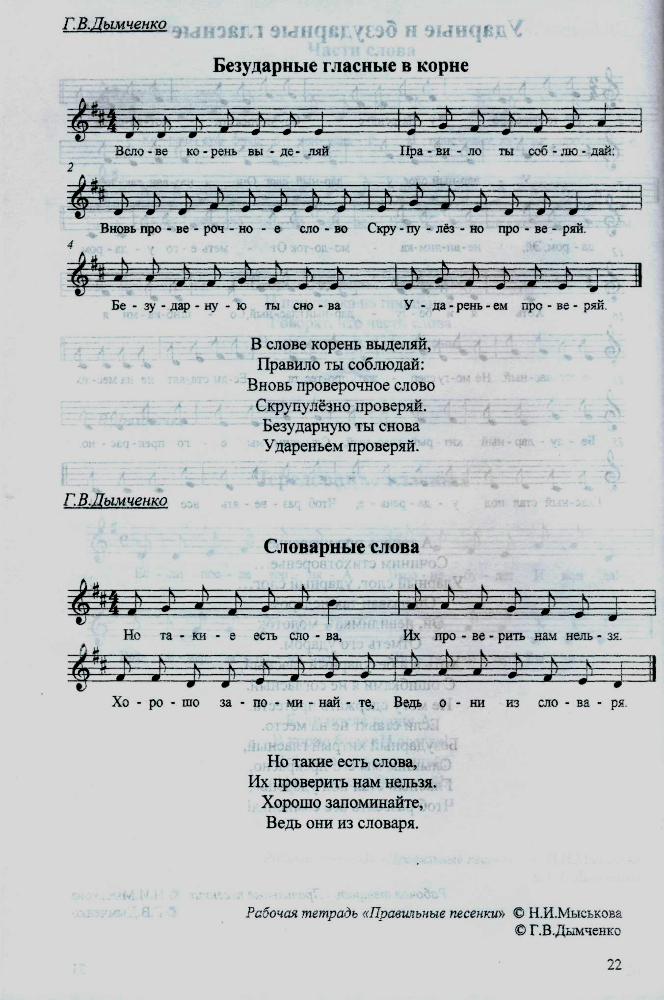 Г.В.Дымченко
Безударные гласные в корне
4
4
Всло - ве ко - рень вы - де- ляй Пра - ви - ло ты соб - лю - дай:
2
Вновь про - ве - роч - но - е сло - во Скру - пу - лёз - но про - ве - ряй.
4
Бе - зу - дар - ну - ю ты сно - ва У - да - рень - ем про - ве - ряй.
В слове корень выделяй,
Правило ты соблюдай:
Вновь проверочное слово
Скрупулёзно проверяй.
Безударную ты снова
Удареньем проверяй.
Г.В.Дымченко
Словарные слова
4
4
Но та - ки - е есть сло - ва, Их про - ве - рить нам нель - зя.
Хо - ро - шо за - по - ми - най - те, Ведь о - ни из сло - ва - ря.
Но такие есть слова,
Их проверить нам нельзя.
Хорошо запоминайте,
Ведь они из словаря.
Рабочая тетрадь «Правильные песенки» © Н.И.Мыськова
© Г.В.Дымченко
22